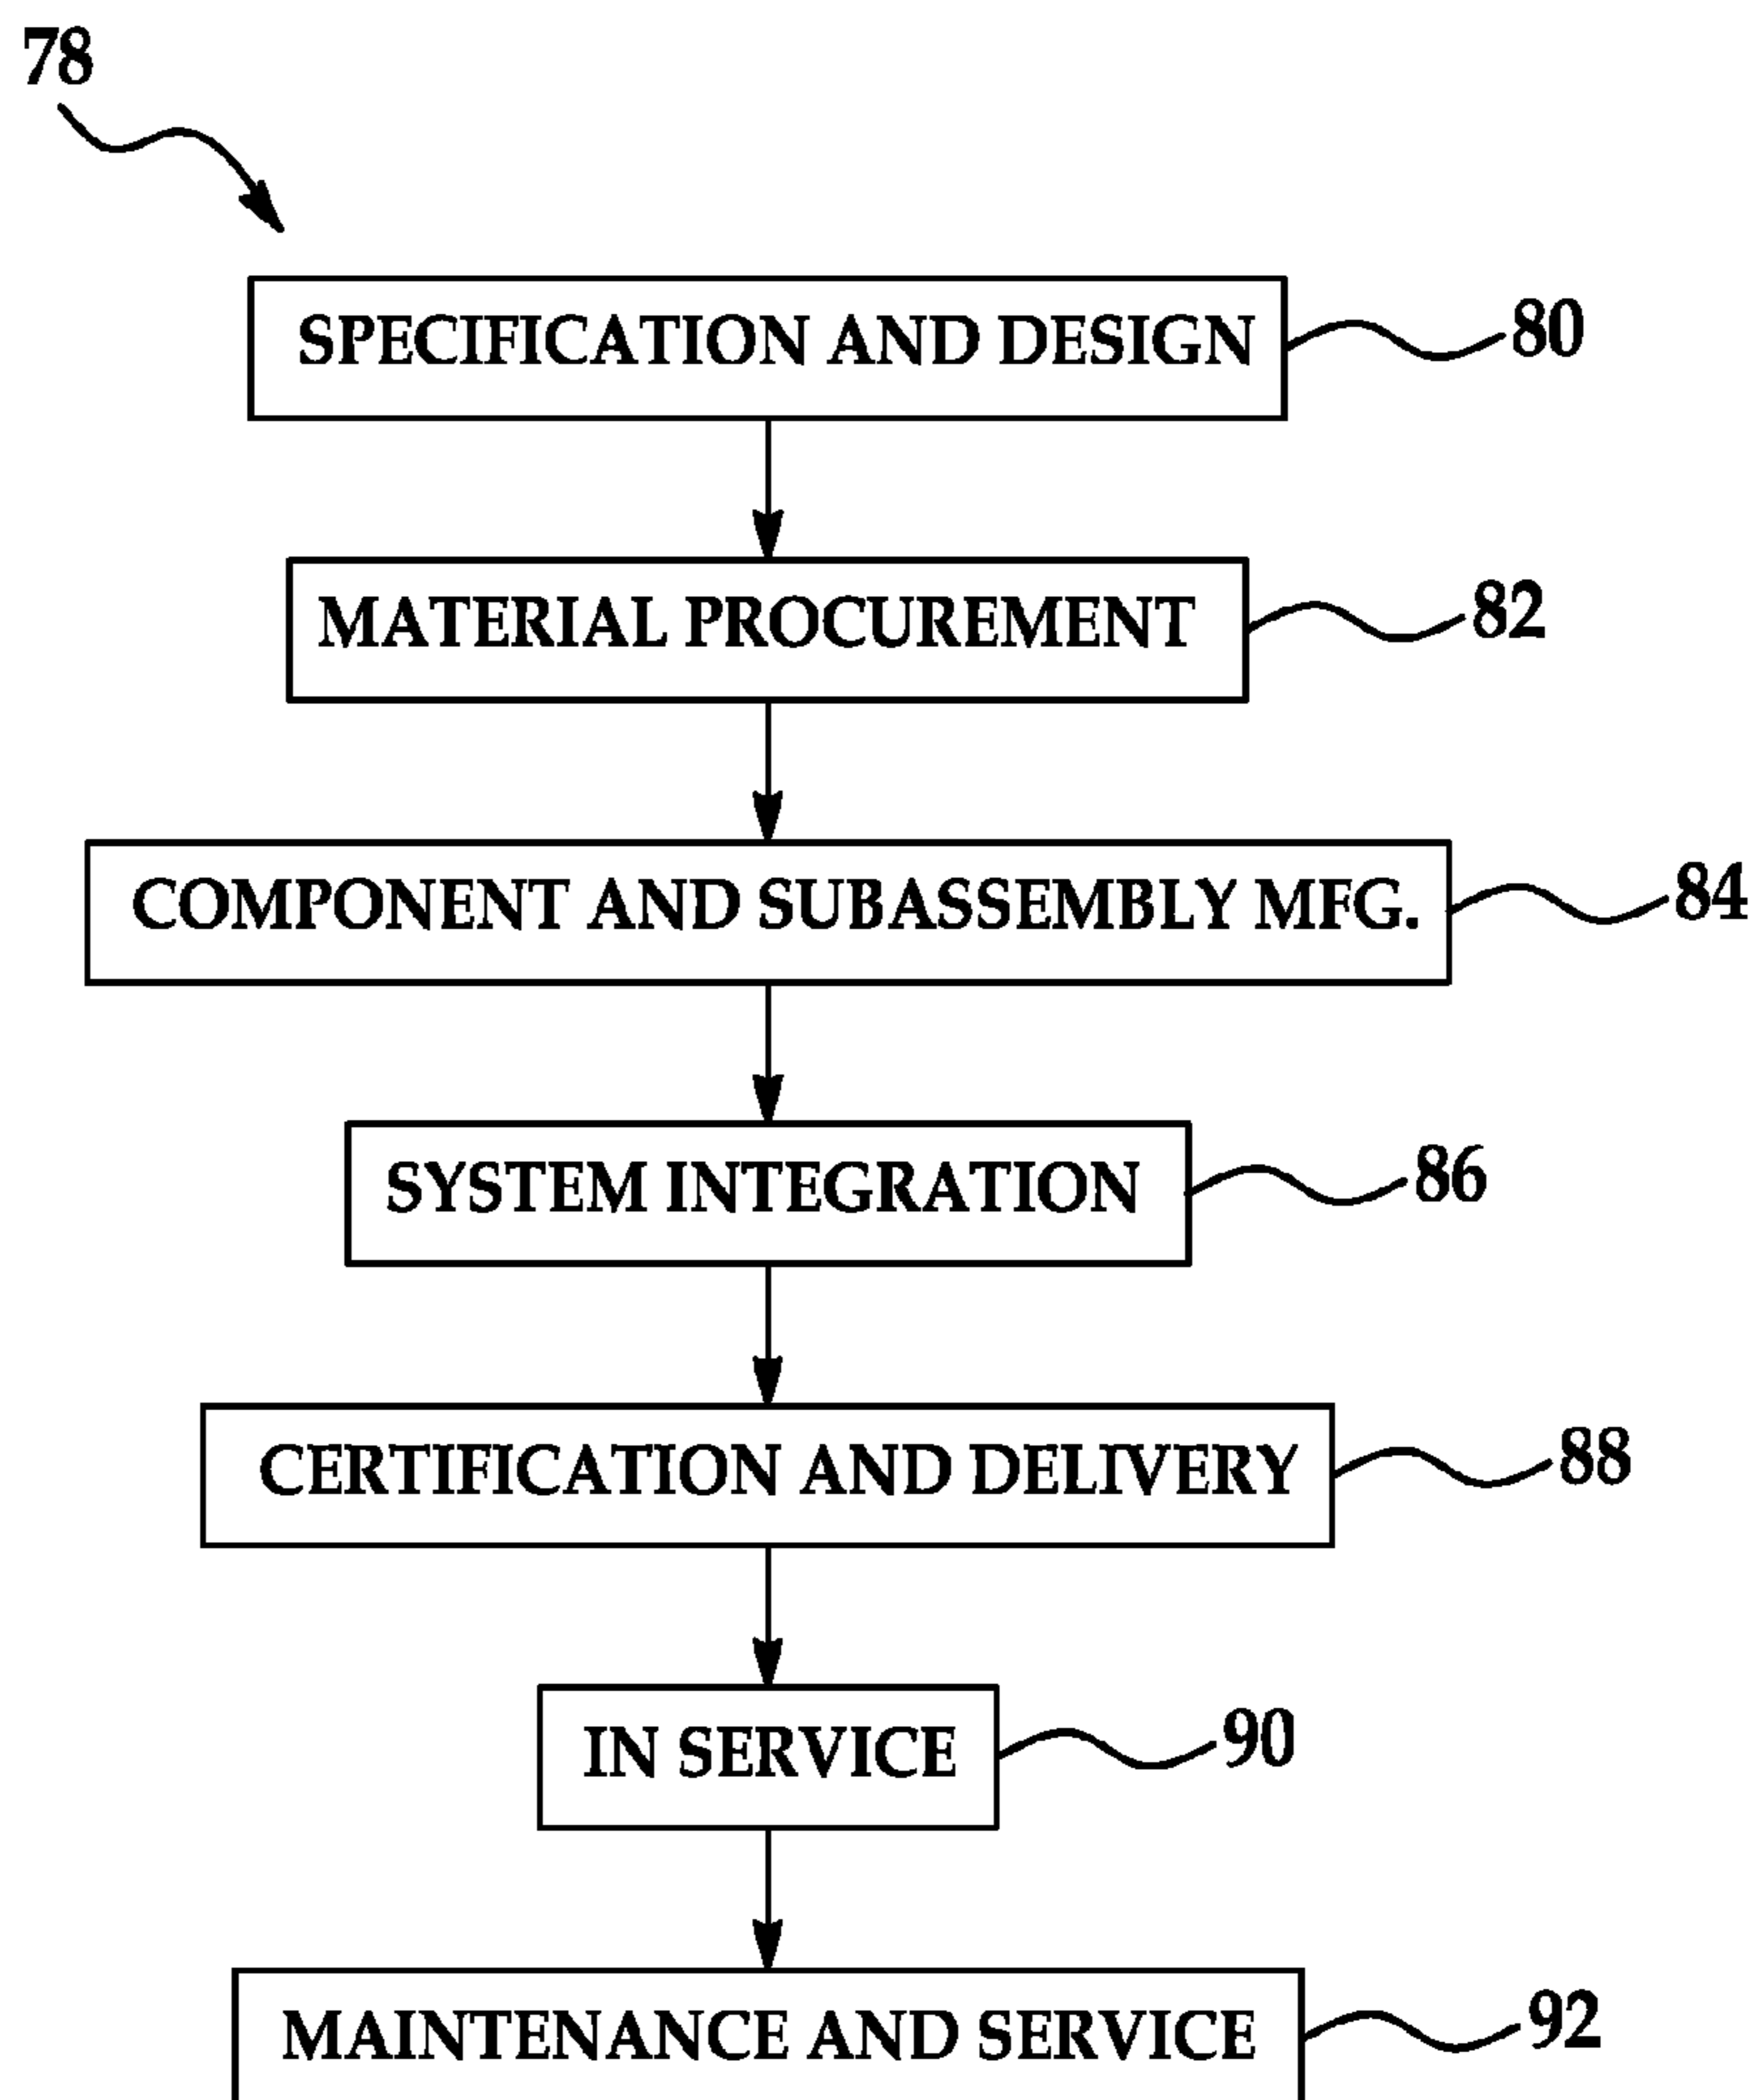 78
SPECIFICATION AND DESIGN 80
MATERIAL PROCUREMENT 82
COMPONENT AND SUBASSEMBLY MFG. 84
SYSTEM INTEGRATION 86
CERTIFICATION AND DELIVERY 88
IN SERVICE 90
MAINTENANCE AND SERVICE 92